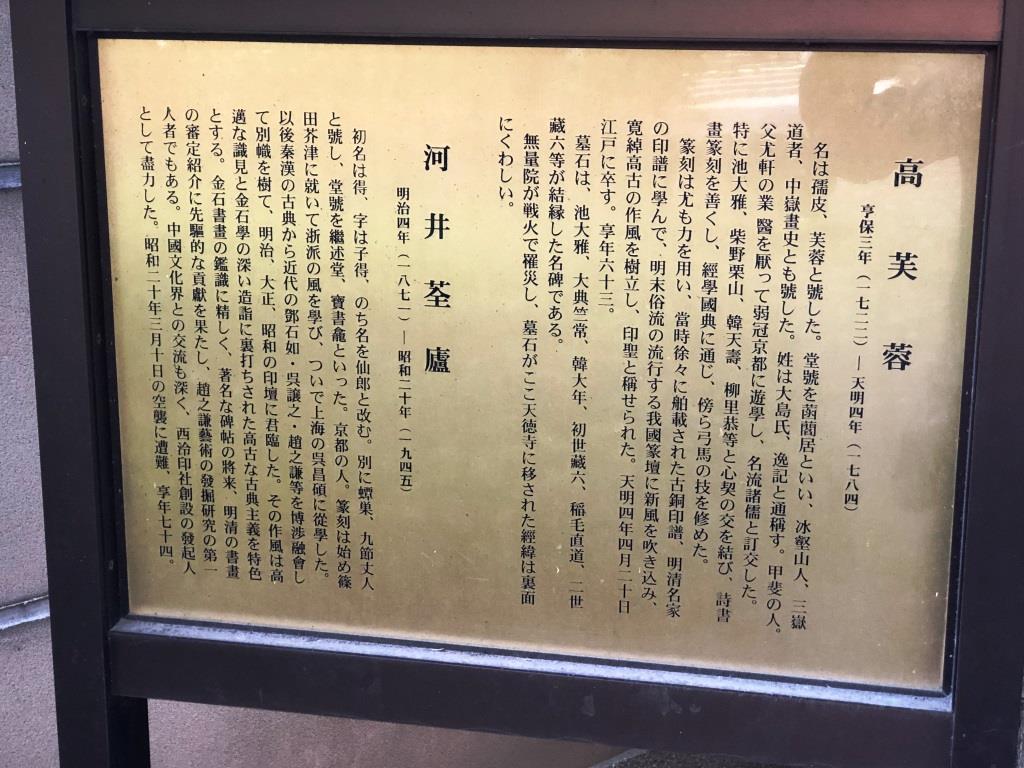 高芙蓉
享保三年（一七二二）―天明四年（一七八四）
名は孺皮、芙蓉と號した。堂號を菡萏居といい、冰壑山人、三嶽
道者、中嶽畫史とも號した。姓は大島氏、逸記と通稱す。甲斐の人。
父尤軒の業 醫を厭って弱冠京都に遊學し、名流諸儒と訂交した。
特に池大雅、柴野栗山、韓天壽、柳里恭等と心契の交を結び、詩書
畫篆刻を善くし、經學國典に通じ、傍ら弓馬の技を修めた。
篆刻は尤も力を用い、當時徐々に舶載された古銅印譜、明清名家
の印譜に學んで、明末俗流の流行する我國篆壇に新風を吹き込み、
寛綽高古の作風を樹立し、印聖と稱せられた。天明四年四月二十日
江戸に卒す。享年六十三。
墓石は、池大雅、大典竺常、韓大年、初世藏六、稲毛直道、二世
藏六等が結縁した名碑である。
無量院が戦火で罹災し、墓石がここ天徳寺に移された經緯は裏面
にくわしい。
河井荃廬
明治四年（一八七一）―昭和二十年（一九四五）
初名は得、字は子得、のち名を仙郎と改む。別に蟫巣、九節丈人
と號し、堂號を繼述堂、寶書龕といった。京都の人。篆刻は始め篠
田芥津に就いて浙派の風を學び、ついで上海の呉昌碩に從學した。
以後秦漢の古典から近代の鄧石如・呉讓之・趙之謙等を博渉融會し
て別幟を樹て、明治、大正、昭和の印壇に君臨した。その作風は高
邁な識見と金石學の深い造詣に裏打ちされた高古な古典主義を特色
とする。金石書畫の鑑識に精しく、著名な碑帖の將来、明清の書畫
の審定紹介に先驅的な貢獻を果たし、趙之謙藝術の發掘研究の第一
人者でもある。中國文化界との交流も深く、西泠印社創設の發起人
として盡力した。昭和二十年三月十日の空襲に遭難、享年七十四。